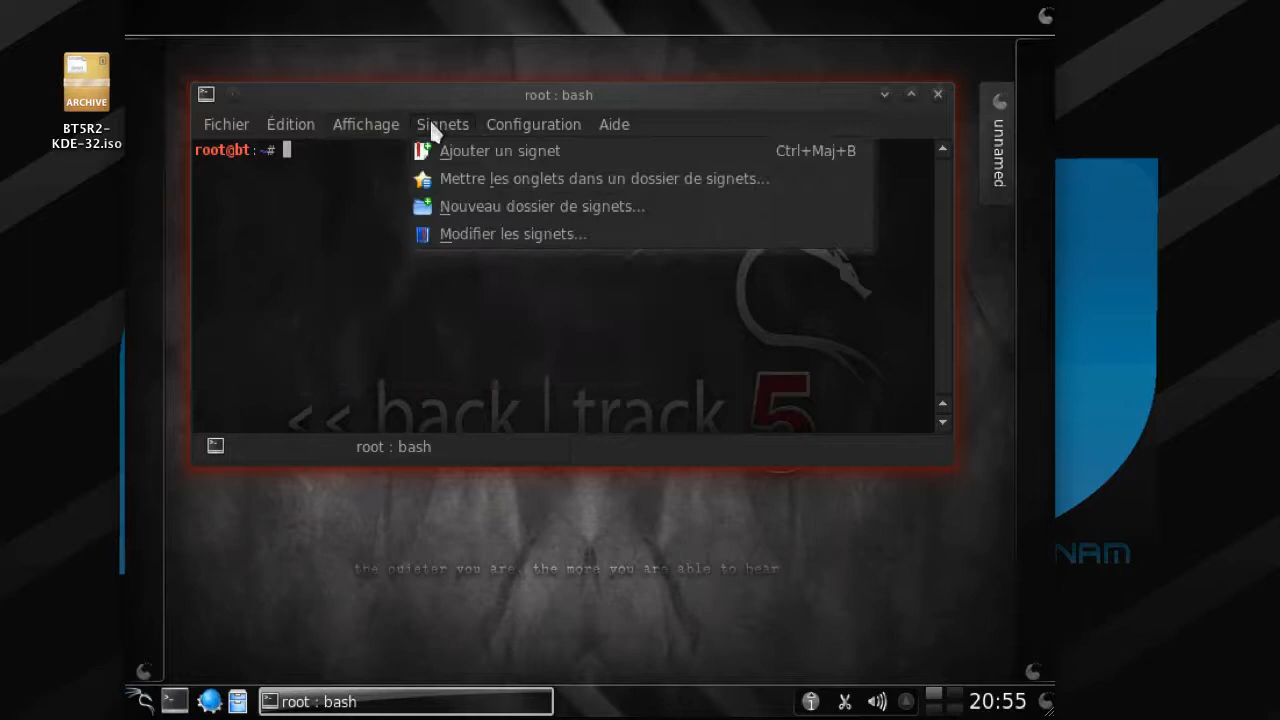 ARCHIVE
BT5R2-
KDE-32.iso
root : bash
Fichier Édition Affichage Signets Configuration Aide
root@bt:~#
Ajouter un signet Ctrl+Maj+B
Mettre les onglets dans un dossier de signets...
Nouveau dossier de signets...
Modifier les signets...
unnamed
<< back | track 5
root : bash
the quieter you are, the more you are able to hear
NAM
root : bash
20:55